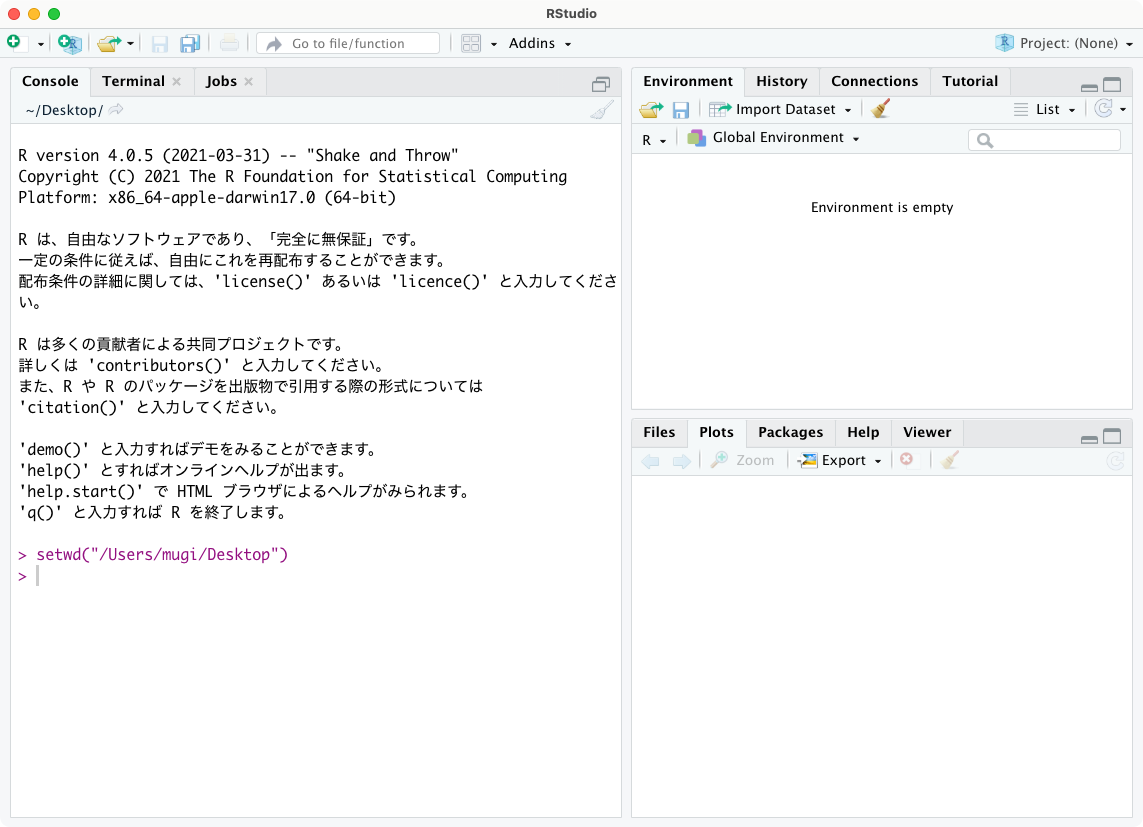 RStudio
Go to file/function
Addins
Project: (None)
Console
Terminal
Jobs
~/Desktop/
R version 4.0.5 (2021-03-31) -- "Shake and Throw"
Copyright (C) 2021 The R Foundation for Statistical Computing
Platform: x86_64-apple-darwin17.0 (64-bit)
R は、自由なソフトウェアであり、「完全に無保証」です。
一定の条件に従えば、自由にこれを再配布することができます。
配布条件の詳細に関しては、'license()' あるいは 'licence()' と入力してくださ
い。
R は多くの貢献者による共同プロジェクトです。
詳しくは 'contributors()' と入力してください。
また、R や R のパッケージを出版物で引用する際の形式については
'citation()' と入力してください。
'demo()' と入力すればデモをみることができます。
'help()' とすればオンラインヘルプが出ます。
'help.start()' で HTML ブラウザによるヘルプがみられます。
'q()' と入力すれば R を終了します。
> setwd("/Users/mugi/Desktop")
>
Environment
History
Connections
Tutorial
Import Dataset
List
R
Global Environment
Environment is empty
Files
Plots
Packages
Help
Viewer
Zoom
Export